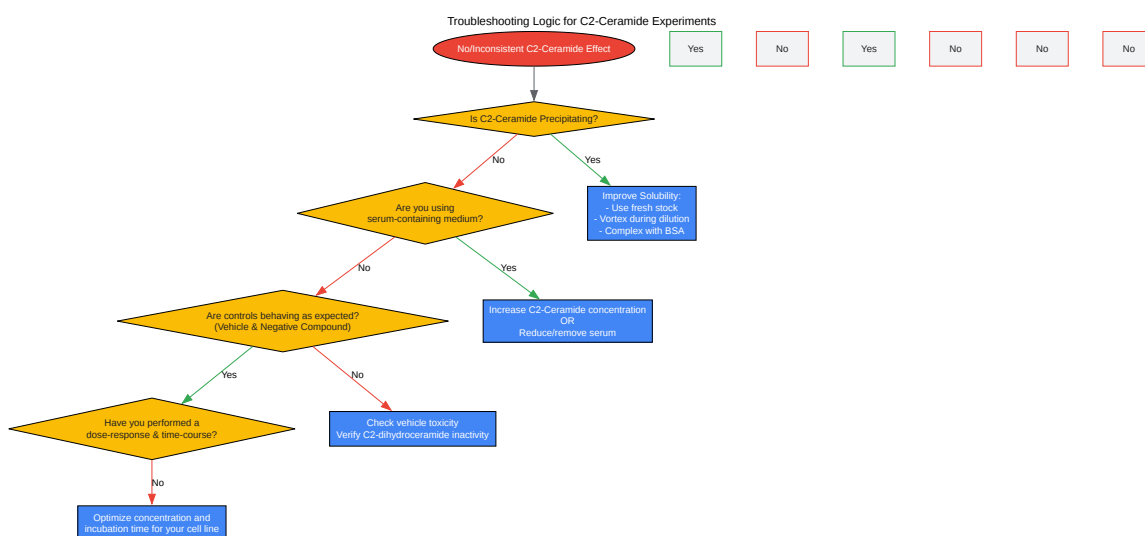 Troubleshooting Logic for C2-Ceramide Experiments
No/Inconsistent C2-Ceramide Effect
Yes
No
Yes
No
No
No
Is C2-Ceramide Precipitating?
No
Yes
Are you using
serum-containing medium?
Improve Solubility:
- Use fresh stock
- Vortex during dilution
- Complex with BSA
No
Yes
Are controls behaving as expected?
(Vehicle & Negative Compound)
Increase C2-Ceramide concentration
OR
Reduce/remove serum
Yes
No
Have you performed a
dose-response & time-course?
Check vehicle toxicity
Verify C2-dihydroceramide inactivity
No
Optimize concentration and
incubation time for your cell line